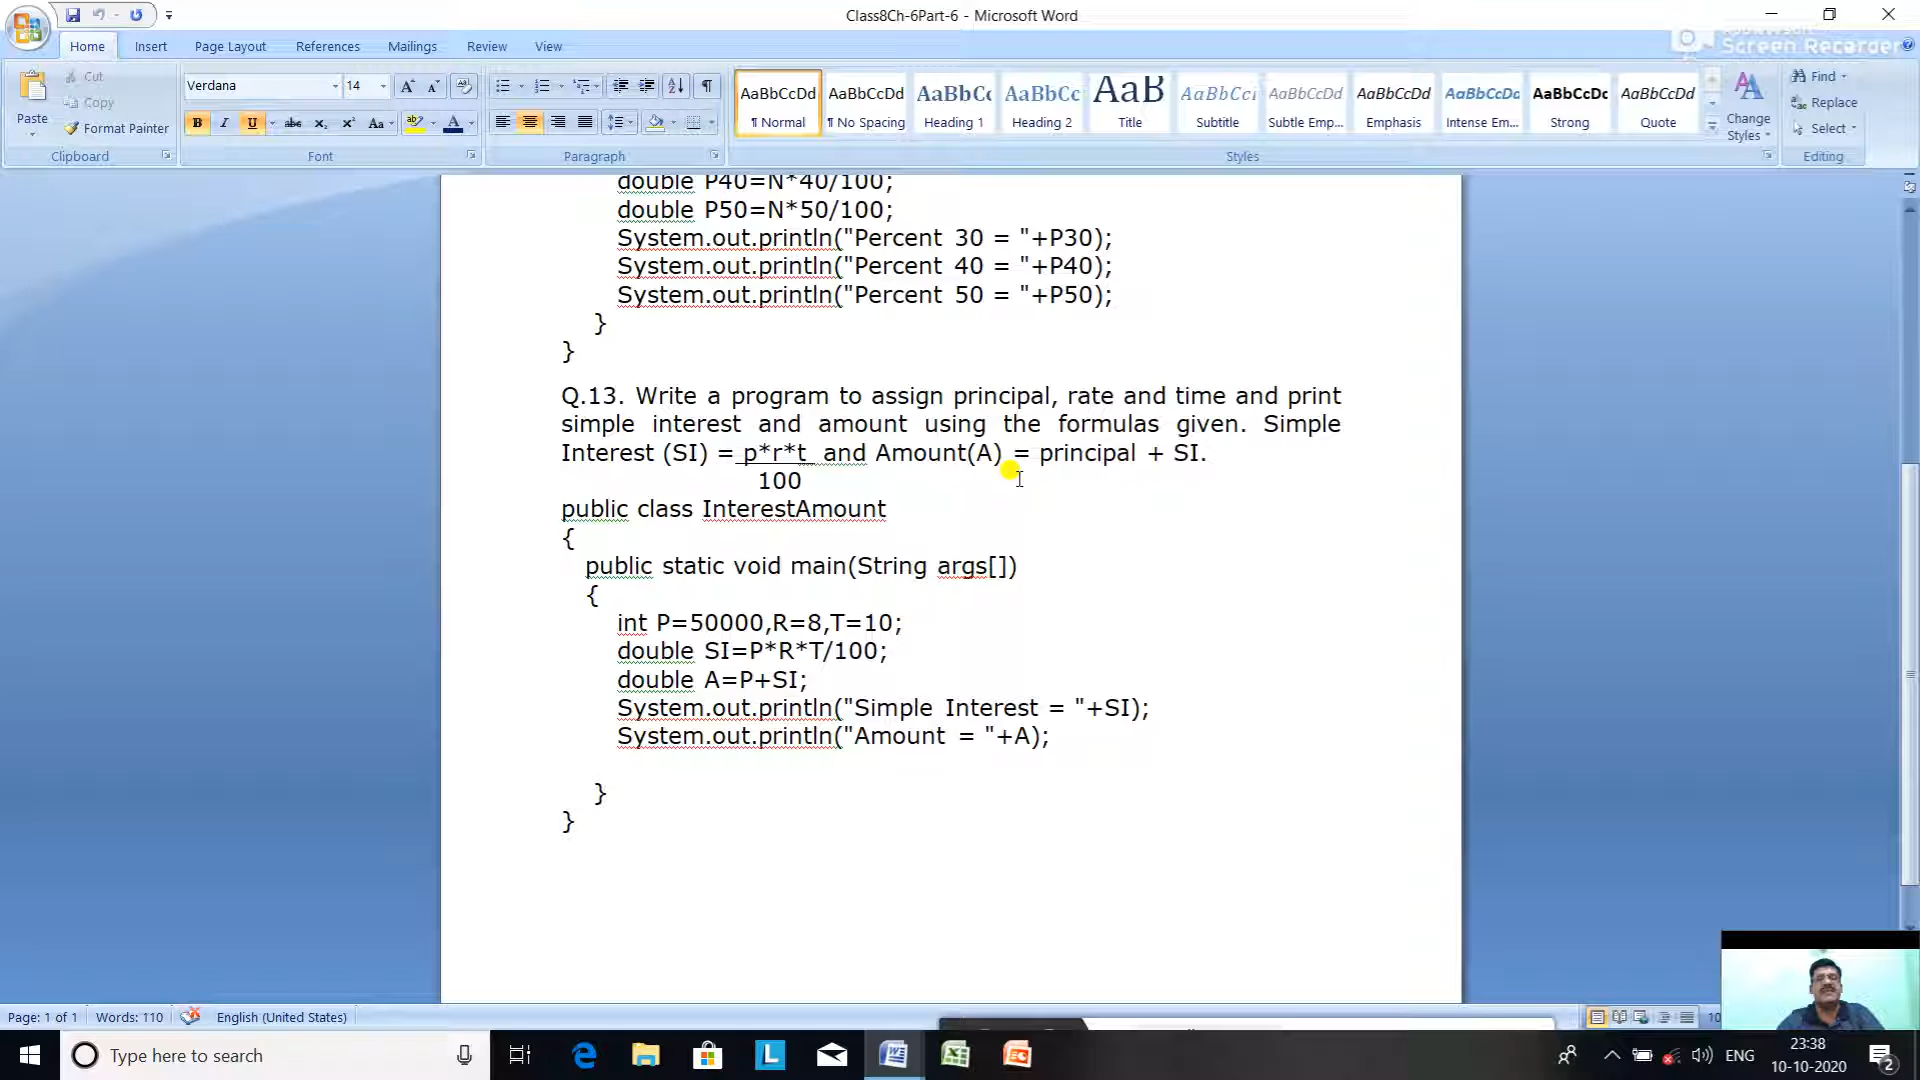 Class8Ch-6Part-6 - Microsoft Word
Home Insert Page Layout References Mailings Review View
Screen Recorder
Paste
Cut
Copy
Format Painter
Clipboard
Verdana 14
Font
Paragraph
AaBbCcDd AaBbCcDd AaBbCc AaBbCc AaB AaBbCci AaBbCcDd AaBbCcDd AaBbCcDd AaBbCcDd AaBbCcDd
¶ Normal ¶ No Spacing Heading 1 Heading 2 Title Subtitle Subtle Emp... Emphasis Intense Em... Strong Quote
Styles
Change Styles
Find
Replace
Select
Editing
double P40=N*40/100;
double P50=N*50/100;
System.out.println("Percent 30 = "+P30);
System.out.println("Percent 40 = "+P40);
System.out.println("Percent 50 = "+P50);
}
}
Q.13. Write a program to assign principal, rate and time and print
simple interest and amount using the formulas given. Simple
Interest (SI) = p*r*t and Amount(A) = principal + SI.
100
public class InterestAmount
{
public static void main(String args[])
{
int P=50000,R=8,T=10;
double SI=P*R*T/100;
double A=P+SI;
System.out.println("Simple Interest = "+SI);
System.out.println("Amount = "+A);
}
}
Page: 1 of 1 Words: 110 English (United States)
Type here to search
ENG
23:38
10-10-2020
2